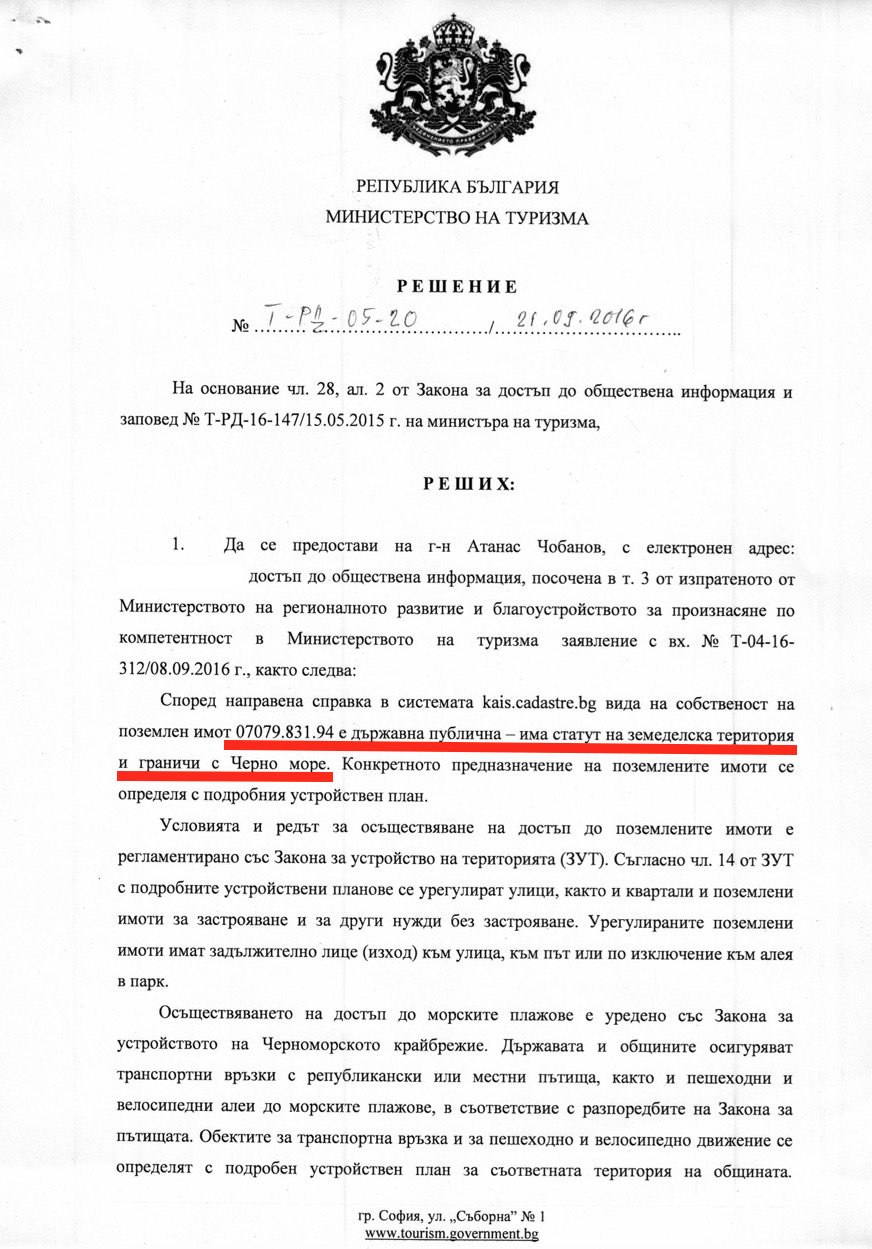 СЪЕДИНЕНИЕТО ПРАВИ СИЛАТА
РЕПУБЛИКА БЪЛГАРИЯ
МИНИСТЕРСТВО НА ТУРИЗМА
Р Е Ш Е Н И Е
№ Т-РД-05-20 / 21.09.2016 г
На основание чл. 28, ал. 2 от Закона за достъп до обществена информация и
заповед № Т-РД-16-147/15.05.2015 г. на министъра на туризма,
Р Е Ш И Х:
1. Да се предостави на г-н Атанас Чобанов, с електронен адрес:
достъп до обществена информация, посочена в т. 3 от изпратеното от
Министерството на регионалното развитие и благоустройството за произнасяне по
компетентност в Министерството на туризма заявление с вх. № Т-04-16-
312/08.09.2016 г., както следва:
Според направена справка в системата kais.cadastre.bg вида на собственост на
поземлен имот 07079.831.94 е държавна публична – има статут на земеделска територия
и граничи с Черно море. Конкретното предназначение на поземлените имоти се
определя с подробния устройствен план.
Условията и редът за осъществяване на достъп до поземлените имоти е
регламентирано със Закона за устройство на територията (ЗУТ). Съгласно чл. 14 от ЗУТ
с подробните устройствени планове се урегулират улици, както и квартали и поземлени
имоти за застрояване и за други нужди без застрояване. Урегулираните поземлени
имоти имат задължително лице (изход) към улица, към път или по изключение към алея
в парк.
Осъществяването на достъп до морските плажове е уредено със Закона за
устройството на Черноморското крайбрежие. Държавата и общините осигуряват
транспортни връзки с републикански или местни пътища, както и пешеходни и
велосипедни алеи до морските плажове, в съответствие с разпоредбите на Закона за
пътищата. Обектите за транспортна връзка и за пешеходно и велосипедно движение се
определят с подробен устройствен план за съответната територия на общината.
гр. София, ул. „Съборна” № 1
www.tourism.government.bg